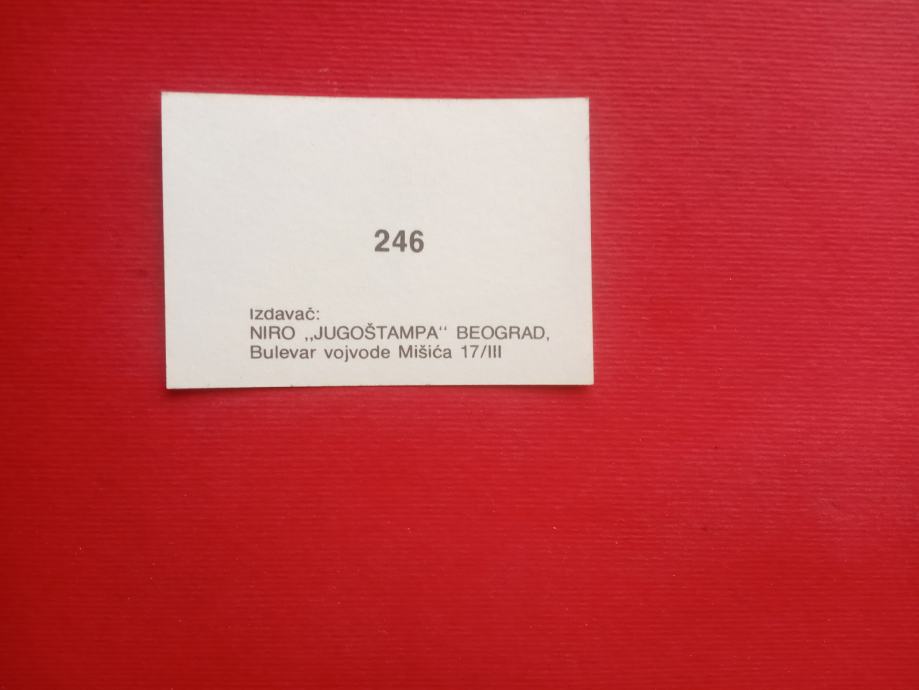 246
Izdavač:
NIRO ,,JUGOŠTAMPA“ BEOGRAD,
Bulevar vojvode Mišića 17/III